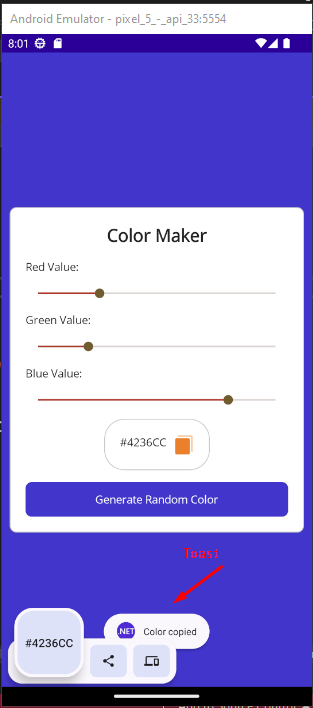 Android Emulator - pixel_5_-_api_33:5554
8:01
Color Maker
Red Value:
Green Value:
Blue Value:
#4236CC
Generate Random Color
.NET
Color copied
#4236CC